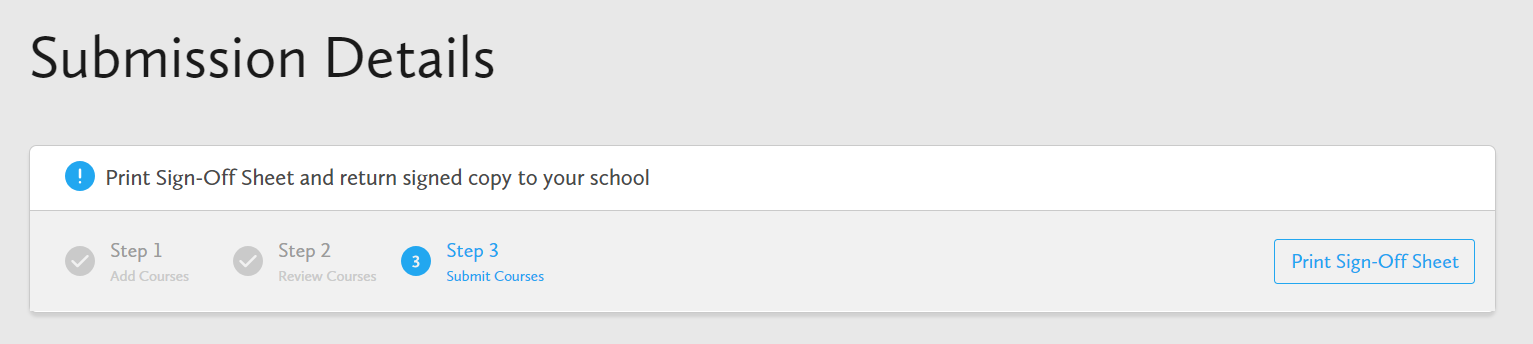 Submission Details
! Print Sign-Off Sheet and return signed copy to your school
Step 1
Add Courses
Step 2
Review Courses
3 Step 3
Submit Courses
Print Sign-Off Sheet